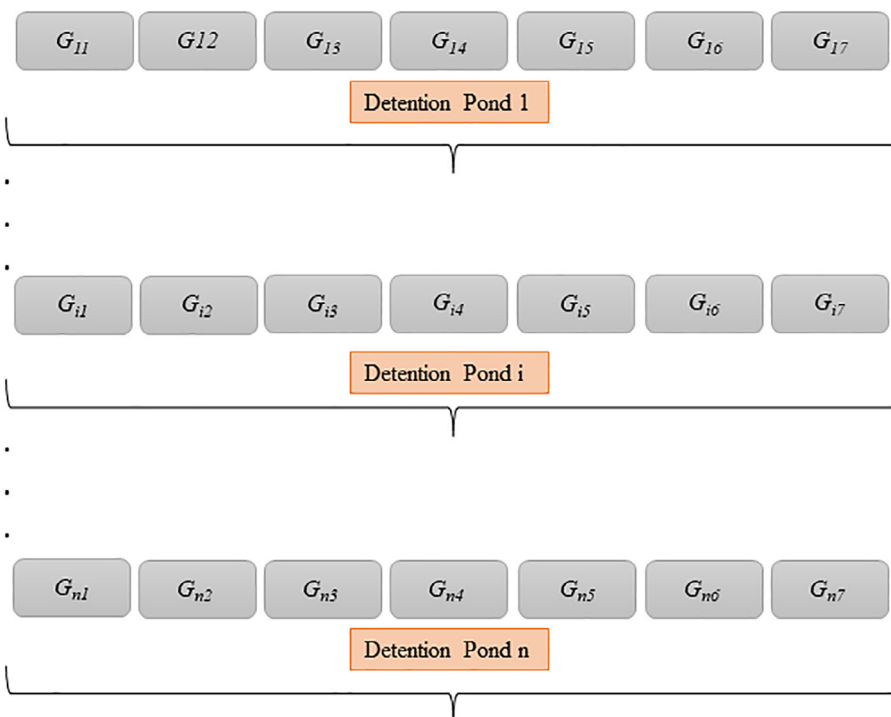 G11 G12 G13 G14 G15 G16 G17
Detention Pond 1
.
.
.
Gi1 Gi2 Gi3 Gi4 Gi5 Gi6 Gi7
Detention Pond i
.
.
.
Gn1 Gn2 Gn3 Gn4 Gn5 Gn6 Gn7
Detention Pond n